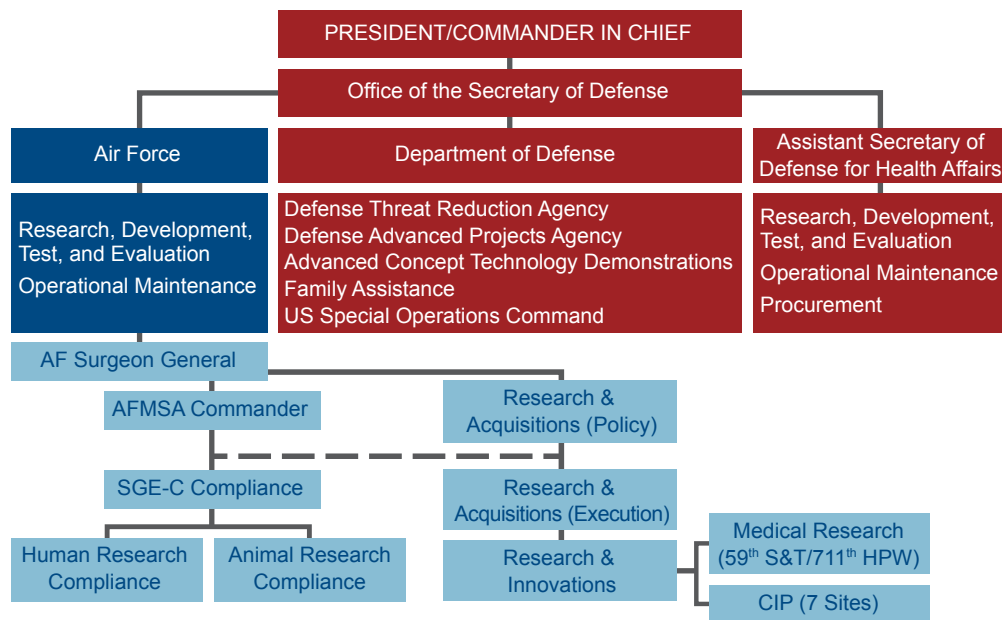 PRESIDENT/COMMANDER IN CHIEF
Office of the Secretary of Defense
Air Force
Department of Defense
Assistant Secretary of
Defense for Health Affairs
Research, Development,
Test, and Evaluation
Operational Maintenance
Defense Threat Reduction Agency
Defense Advanced Projects Agency
Advanced Concept Technology Demonstrations
Family Assistance
US Special Operations Command
Research, Development,
Test, and Evaluation
Operational Maintenance
Procurement
AF Surgeon General
AFMSA Commander
Research &
Acquisitions (Policy)
SGE-C Compliance
Research &
Acquisitions (Execution)
Human Research
Compliance
Animal Research
Compliance
Research &
Innovations
Medical Research
(59th S&T/711th HPW)
CIP (7 Sites)